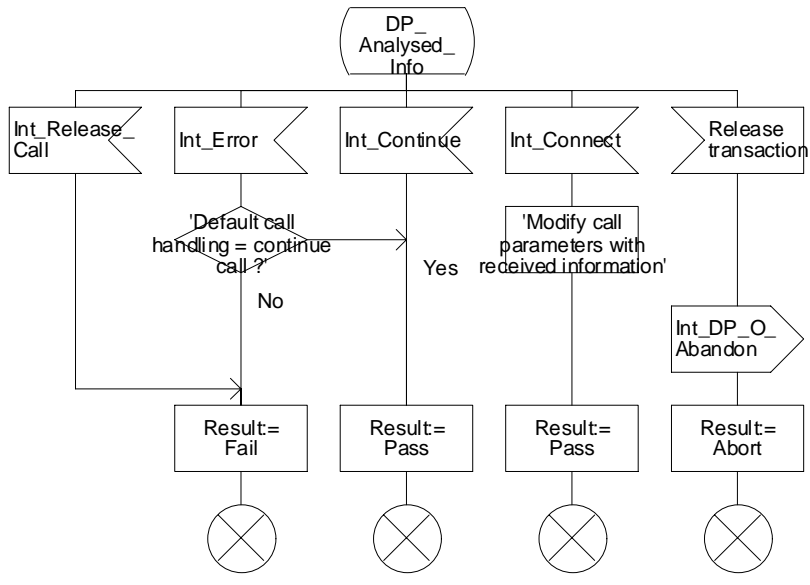 DP_
Analysed_
Info
Int_Release_
Call
Int_Error
Int_Continue
Int_Connect
Release
transaction
'Default call
handling = continue
call ?'
'Modify call
parameters with
received information'
Yes
No
Int_DP_O_
Abandon
Result:=
Fail
Result:=
Pass
Result:=
Pass
Result:=
Abort